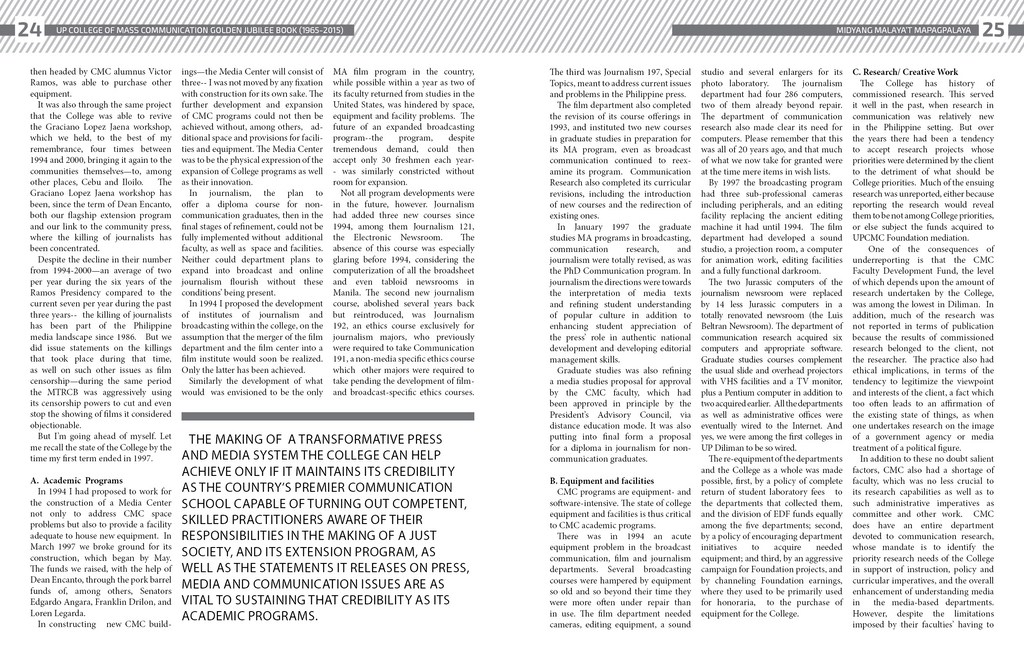 24
UP COLLEGE OF MASS COMMUNICATION GOLDEN JUBILEE BOOK (1965-2015)
then headed by CMC alumnus Victor
Ramos, was able to purchase other
equipment.
It was also through the same project
that the College was able to revive
the Graciano Lopez Jaena workshop,
which we held, to the best of my
remembrance, four times between
1994 and 2000, bringing it again to the
communities themselves—to, among
other places, Cebu and Iloilo. The
Graciano Lopez Jaena workshop has
been, since the term of Dean Encanto,
both our flagship extension program
and our link to the community press,
where the killing of journalists has
been concentrated.
Despite the decline in their number
from 1994-2000—an average of two
per year during the six years of the
Ramos Presidency compared to the
current seven per year during the past
three years-- the killing of journalists
has been part of the Philippine
media landscape since 1986. But we
did issue statements on the killings
that took place during that time,
as well on such other issues as film
censorship—during the same period
the MTRCB was aggressively using
its censorship powers to cut and even
stop the showing of films it considered
objectionable.
But I'm going ahead of myself. Let
me recall the state of the College by the
time my first term ended in 1997.
A. Academic Programs
In 1994 I had proposed to work for
the construction of a Media Center
not only to address CMC space
problems but also to provide a facility
adequate to house new equipment. In
March 1997 we broke ground for its
construction, which began by May.
The funds we raised, with the help of
Dean Encanto, through the pork barrel
funds of, among others, Senators
Edgardo Angara, Franklin Drilon, and
Loren Legarda.
In constructing new CMC build-
ings—the Media Center will consist of
three-- I was not moved by any fixation
with construction for its own sake. The
further development and expansion
of CMC programs could not then be
achieved without, among others, ad-
ditional space and provisions for facili-
ties and equipment. The Media Center
was to be the physical expression of the
expansion of College programs as well
as their innovation.
In journalism, the plan to
offer a diploma course for non-
communication graduates, then in the
final stages of refinement, could not be
fully implemented without additional
faculty, as well as space and facilities.
Neither could department plans to
expand into broadcast and online
journalism flourish without these
conditions' being present.
In 1994 I proposed the development
of institutes of journalism and
broadcasting within the college, on the
assumption that the merger of the film
department and the film center into a
film institute would soon be realized.
Only the latter has been achieved.
Similarly the development of what
would was envisioned to be the only
MA film program in the country,
while possible within a year as two of
its faculty returned from studies in the
United States, was hindered by space,
equipment and facility problems. The
future of an expanded broadcasting
program--the program, despite
tremendous demand, could then
accept only 30 freshmen each year-
- was similarly constricted without
room for expansion.
Not all program developments were
in the future, however. Journalism
had added three new courses since
1994, among them Journalism 121,
the Electronic Newsroom. The
absence of this course was especially
glaring before 1994, considering the
computerization of all the broadsheet
and even tabloid newsrooms in
Manila. The second new journalism
course, abolished several years back
but reintroduced, was Journalism
192, an ethics course exclusively for
journalism majors, who previously
were required to take Communication
191, a non-media specific ethics course
which other majors were required to
take pending the development of film-
and broadcast-specific ethics courses.
THE MAKING OF A TRANSFORMATIVE PRESS
AND MEDIA SYSTEM THE COLLEGE CAN HELP
ACHIEVE ONLY IF IT MAINTAINS ITS CREDIBILITY
AS THE COUNTRY'S PREMIER COMMUNICATION
SCHOOL CAPABLE OF TURNING OUT COMPETENT,
SKILLED PRACTITIONERS AWARE OF THEIR
RESPONSIBILITIES IN THE MAKING OF A JUST
SOCIETY, AND ITS EXTENSION PROGRAM, AS
WELL AS THE STATEMENTS IT RELEASES ON PRESS,
MEDIA AND COMMUNICATION ISSUES ARE AS
VITAL TO SUSTAINING THAT CREDIBILITY AS ITS
ACADEMIC PROGRAMS.
MIDYANG MALAYA'T MAPAGPALAYA
25
The third was Journalism 197, Special
Topics, meant to address current issues
and problems in the Philippine press.
The film department also completed
the revision of its course offerings in
1993, and instituted two new courses
in graduate studies in preparation for
its MA program, even as broadcast
communication continued to reex-
amine its program. Communication
Research also completed its curricular
revisions, including the introduction
of new courses and the redirection of
existing ones.
In January 1997 the graduate
studies MA programs in broadcasting,
communication research, and
journalism were totally revised, as was
the PhD Communication program. In
journalism the directions were towards
the interpretation of media texts
and refining student understanding
of popular culture in addition to
enhancing student appreciation of
the press' role in authentic national
development and developing editorial
management skills.
Graduate studies was also refining
a media studies proposal for approval
by the CMC faculty, which had
been approved in principle by the
President's Advisory Council, via
distance education mode. It was also
putting into final form a proposal
for a diploma in journalism for non-
communication graduates.
B. Equipment and facilities
CMC programs are equipment- and
software-intensive. The state of college
equipment and facilities is thus critical
to CMC academic programs.
There was in 1994 an acute
equipment problem in the broadcast
communication, film and journalism
departments. Several broadcasting
courses were hampered by equipment
so old and so beyond their time they
were more often under repair than
in use. The film department needed
cameras, editing equipment, a sound
studio and several enlargers for its
photo laboratory. The journalism
department had four 286 computers,
two of them already beyond repair.
The department of communication
research also made clear its need for
computers. Please remember that this
was all of 20 years ago, and that much
of what we now take for granted were
at the time mere items in wish lists.
By 1997 the broadcasting program
had three sub-professional cameras
including peripherals, and an editing
facility replacing the ancient editing
machine it had until 1994. The film
department had developed a sound
studio, a projection room, a computer
for animation work, editing facilities
and a fully functional darkroom.
The two Jurassic computers of the
journalism newsroom were replaced
by 14 less Jurassic computers in a
totally renovated newsroom (the Luis
Beltran Newsroom). The department of
communication research acquired six
computers and appropriate software.
Graduate studies courses complement
the usual slide and overhead projectors
with VHS facilities and a TV monitor,
plus a Pentium computer in addition to
two acquired earlier. All the departments
as well as administrative offices were
eventually wired to the Internet. And
yes, we were among the first colleges in
UP Diliman to be so wired.
The re-equipment of the departments
and the College as a whole was made
possible, first, by a policy of complete
return of student laboratory fees to
the departments that collected them,
and the division of EDF funds equally
among the five departments; second,
by a policy of encouraging department
initiatives to acquire needed
equipment; and third, by an aggressive
campaign for Foundation projects, and
by channeling Foundation earnings,
where they used to be primarily used
for honoraria, to the purchase of
equipment for the College.
C. Research/ Creative Work
The College has history of
commissioned research. This served
it well in the past, when research in
communication was relatively new
in the Philippine setting. But over
the years there had been a tendency
to accept research projects whose
priorities were determined by the client
to the detriment of what should be
College priorities. Much of the ensuing
research was unreported, either because
reporting the research would reveal
them to be not among College priorities,
or else subject the funds acquired to
UPCMC Foundation mediation.
One of the consequences of
underreporting is that the CMC
Faculty Development Fund, the level
of which depends upon the amount of
research undertaken by the College,
was among the lowest in Diliman. In
addition, much of the research was
not reported in terms of publication
because the results of commissioned
research belonged to the client, not
the researcher. The practice also had
ethical implications, in terms of the
tendency to legitimize the viewpoint
and interests of the client, a fact which
too often leads to an affirmation of
the existing state of things, as when
one undertakes research on the image
of a government agency or media
treatment of a political figure.
In addition to these no doubt salient
factors, CMC also had a shortage of
faculty, which was no less crucial to
its research capabilities as well as to
such administrative imperatives as
committee and other work. CMC
does have an entire department
devoted to communication research,
whose mandate is to identify the
priority research needs of the College
in support of instruction, policy and
curricular imperatives, and the overall
enhancement of understanding media
in the media-based departments.
However, despite the limitations
imposed by their faculties' having to